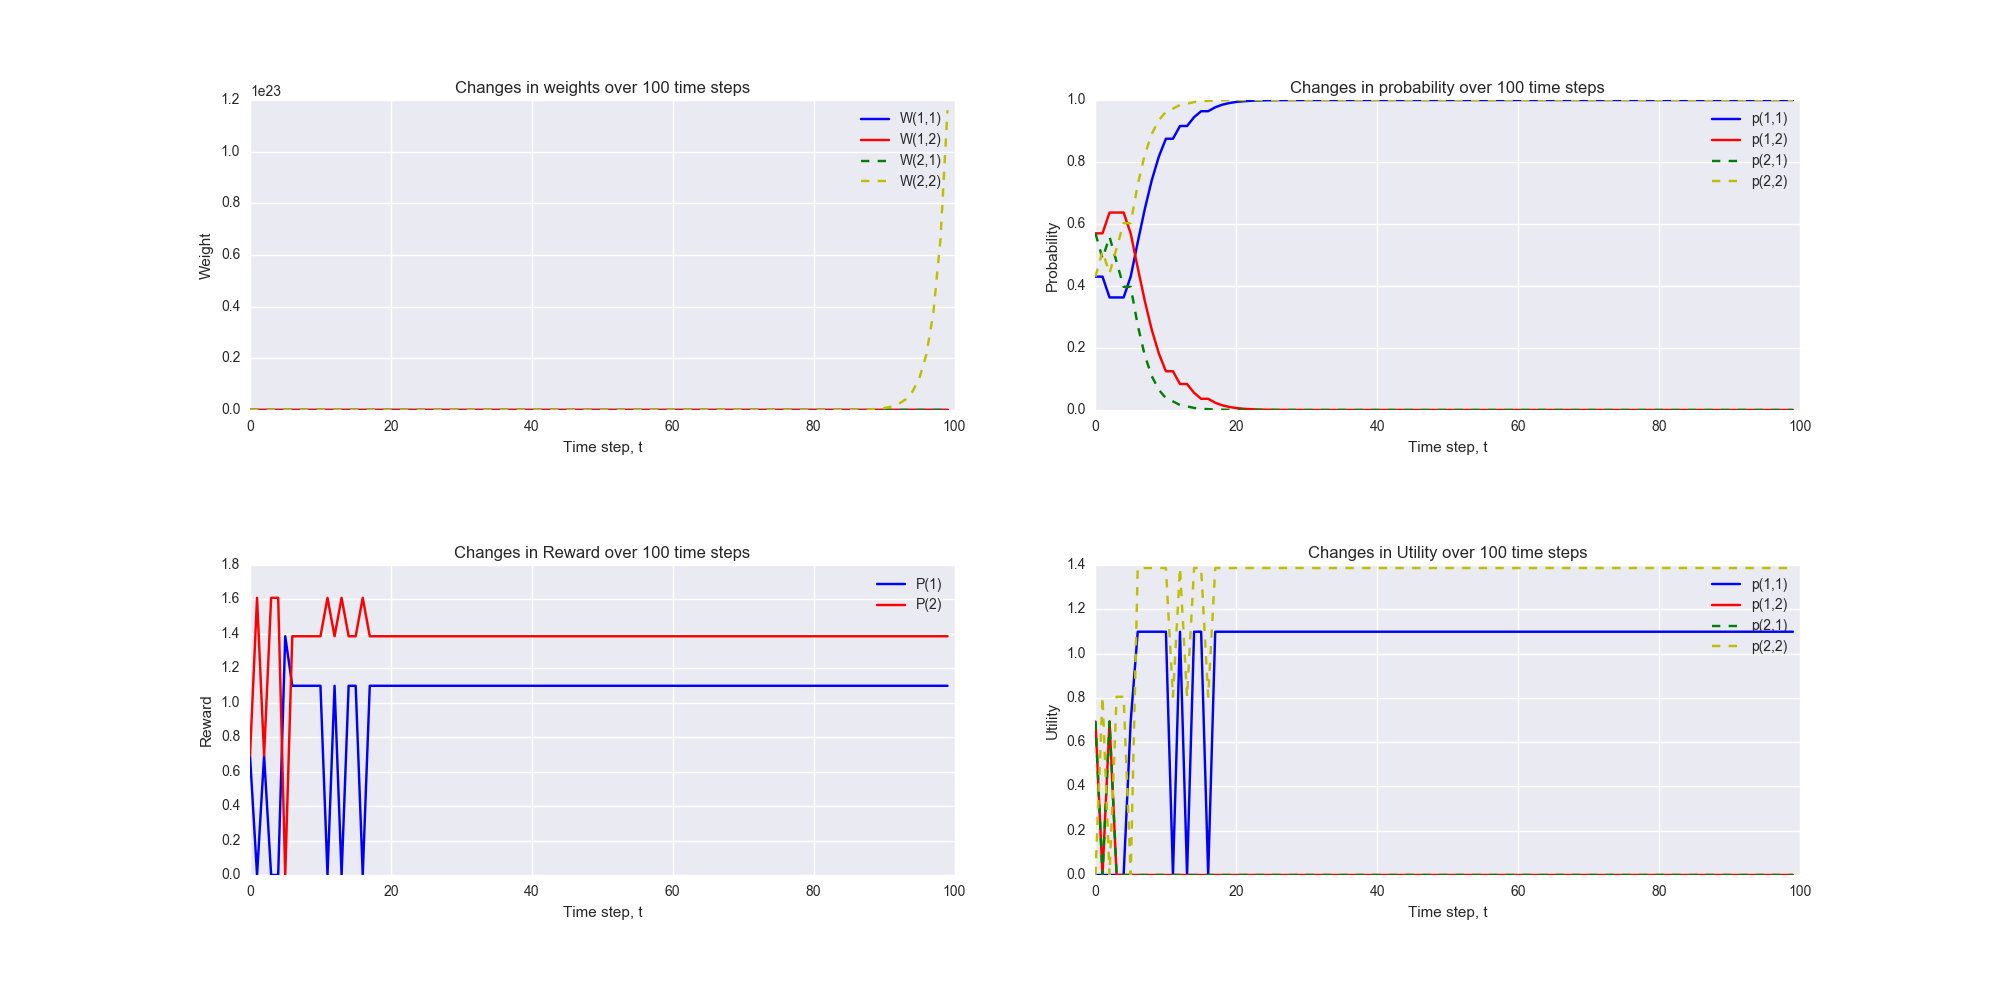 Changes in weights over 100 time steps
1e23
1.2
1.0
0.8
0.6
0.4
0.2
0.0
Weight
W(1,1)
W(1,2)
W(2,1)
W(2,2)
0 20 40 60 80 100
Time step, t
Changes in probability over 100 time steps
1.0
0.8
0.6
0.4
0.2
0.0
Probability
p(1,1)
p(1,2)
p(2,1)
p(2,2)
0 20 40 60 80 100
Time step, t
Changes in Reward over 100 time steps
1.8
1.6
1.4
1.2
1.0
0.8
0.6
0.4
0.2
0.0
Reward
P(1)
P(2)
0 20 40 60 80 100
Time step, t
Changes in Utility over 100 time steps
1.4
1.2
1.0
0.8
0.6
0.4
0.2
0.0
Utility
p(1,1)
p(1,2)
p(2,1)
p(2,2)
0 20 40 60 80 100
Time step, t